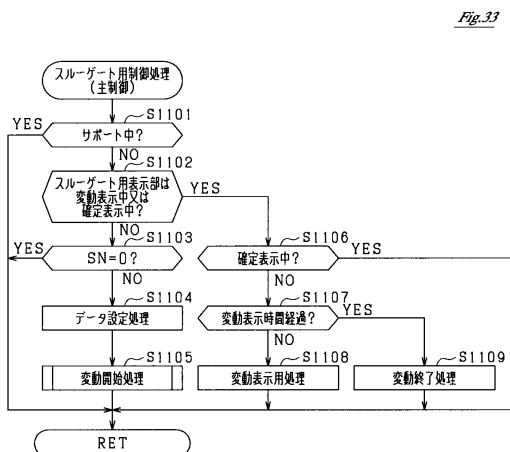 Fig.33
スルーゲート用制御処理
(主制御)
S1101
YES
サポート中?
NO
S1102
スルーゲート用表示部は
変動表示中又は
確定表示中?
YES
NO
S1103
S1106
YES
SN=0?
確定表示中?
YES
NO
NO
S1104
S1107
データ設定処理
変動表示時間経過?
YES
NO
S1105
S1108
S1109
変動開始処理
変動表示用処理
変動終了処理
RET